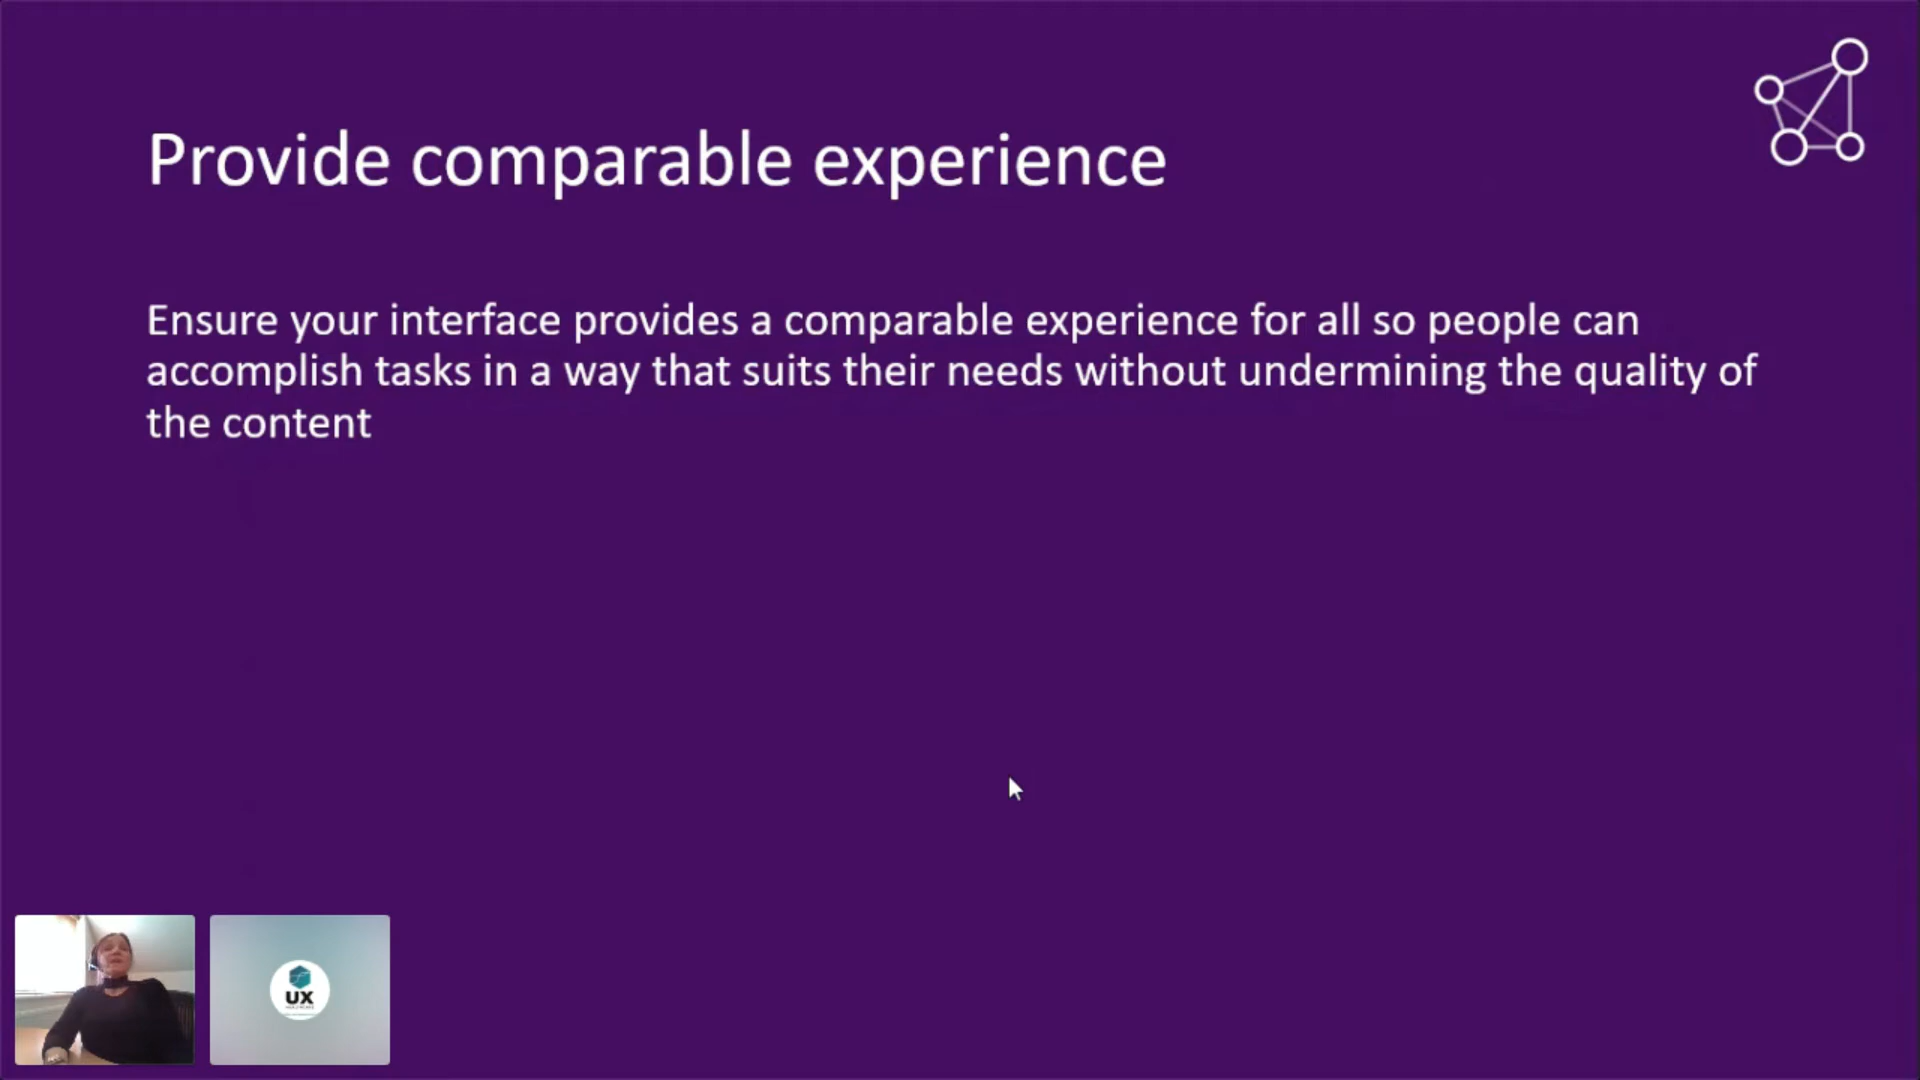 Provide comparable experience
Ensure your interface provides a comparable experience for all so people can
accomplish tasks in a way that suits their needs without undermining the quality of
the content
UX